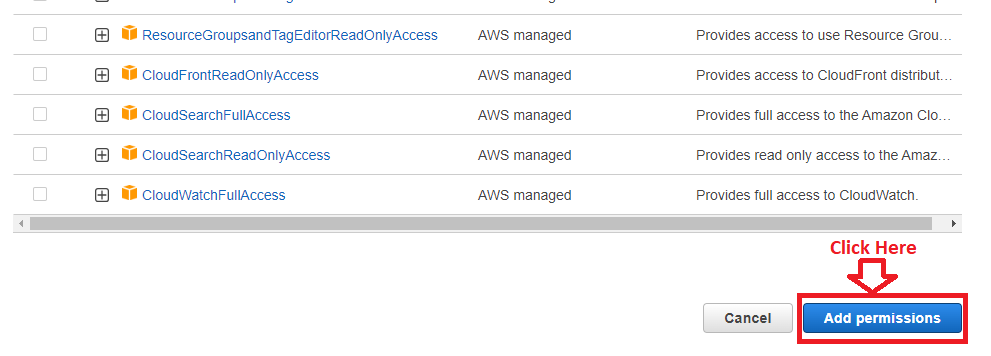 ResourceGroupsandTagEditorReadOnlyAccess AWS managed Provides access to use Resource Grou…
CloudFrontReadOnlyAccess AWS managed Provides access to CloudFront distribut…
CloudSearchFullAccess AWS managed Provides full access to the Amazon Clo…
CloudSearchReadOnlyAccess AWS managed Provides read only access to the Amaz…
CloudWatchFullAccess AWS managed Provides full access to CloudWatch.
Click Here
Cancel Add permissions